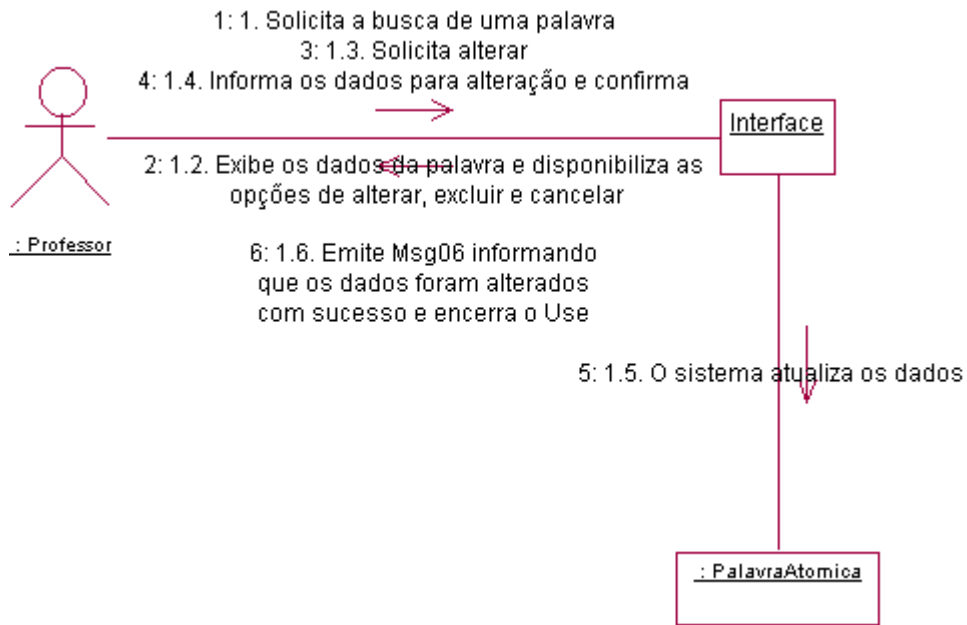 1: 1. Solicita a busca de uma palavra
3: 1.3. Solicita alterar
4: 1.4. Informa os dados para alteração e confirma
Interface
2: 1.2. Exibe os dados da palavra e disponibiliza as
opções de alterar, excluir e cancelar
: Professor
6: 1.6. Emite Msg06 informando
que os dados foram alterados
com sucesso e encerra o Use
5: 1.5. O sistema atualiza os dados
: PalavraAtomica